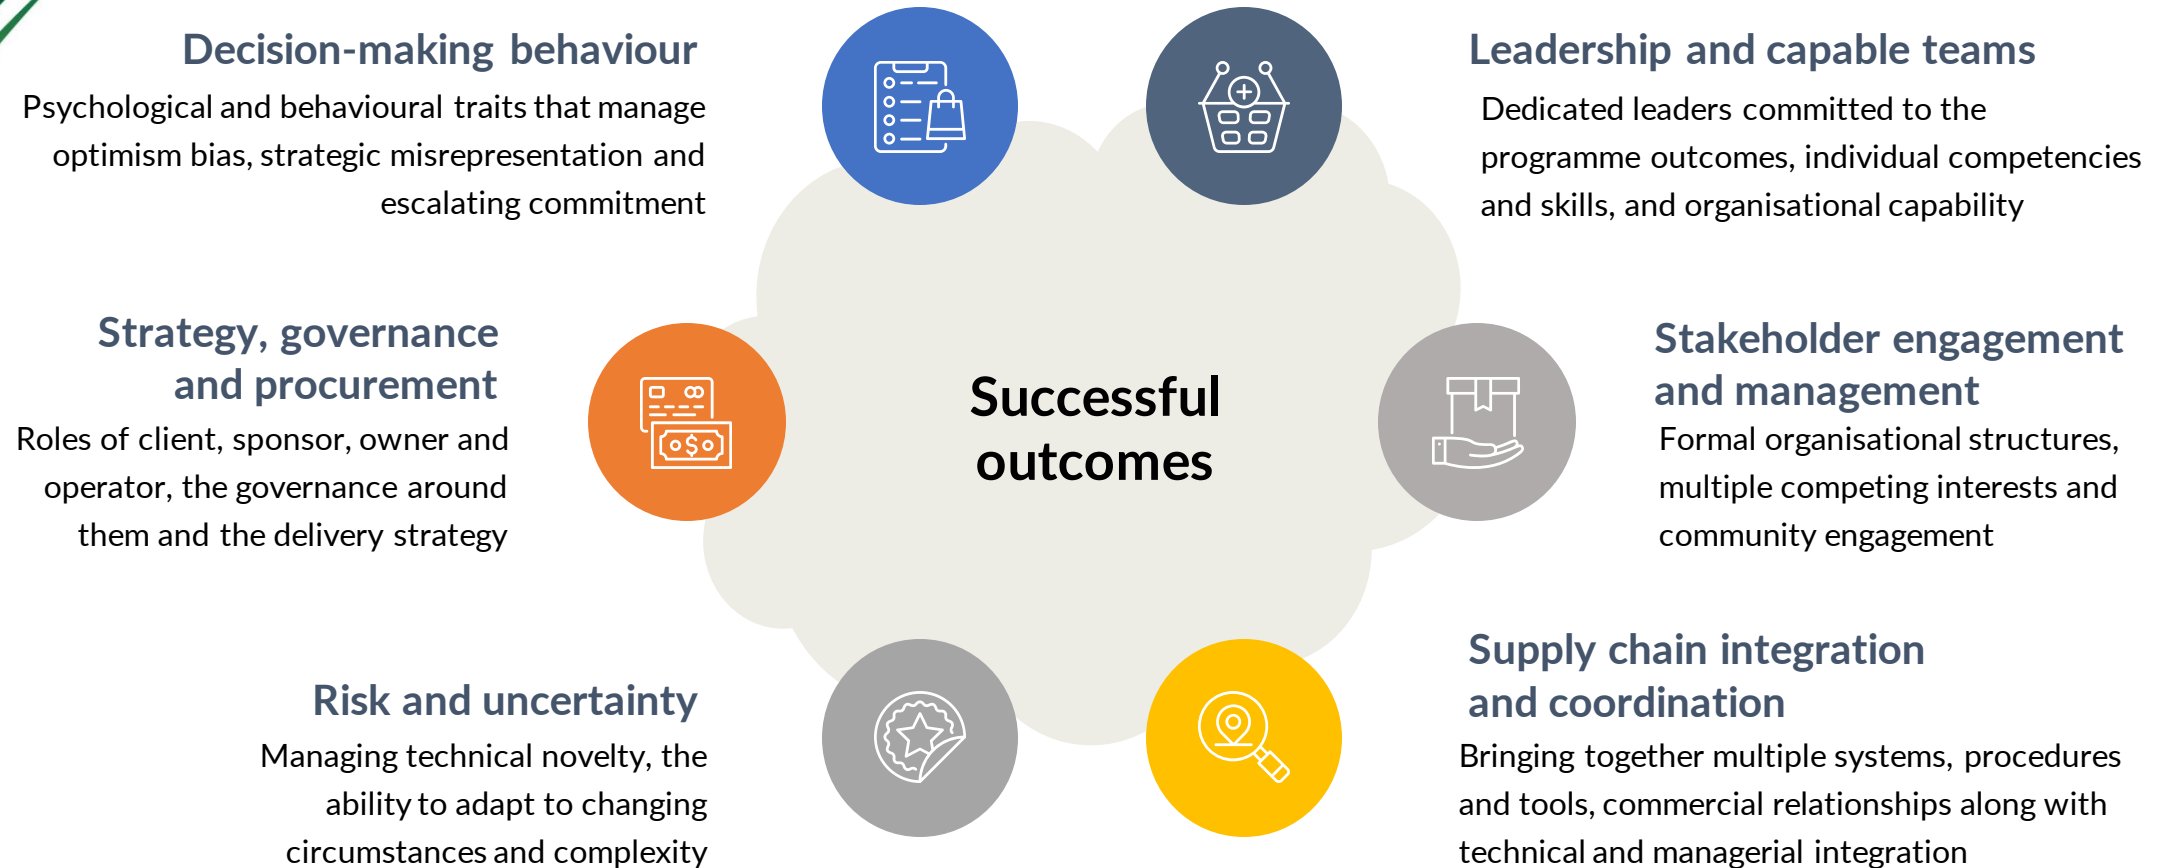 Decision-making behaviour
Psychological and behavioural traits that manage
optimism bias, strategic misrepresentation and
escalating commitment
Leadership and capable teams
Dedicated leaders committed to the
programme outcomes, individual competencies
and skills, and organisational capability
Strategy, governance
and procurement
Roles of client, sponsor, owner and
operator, the governance around
them and the delivery strategy
Successful
outcomes
Stakeholder engagement
and management
Formal organisational structures,
multiple competing interests and
community engagement
Risk and uncertainty
Managing technical novelty, the
ability to adapt to changing
circumstances and complexity
Supply chain integration
and coordination
Bringing together multiple systems, procedures
and tools, commercial relationships along with
technical and managerial integration